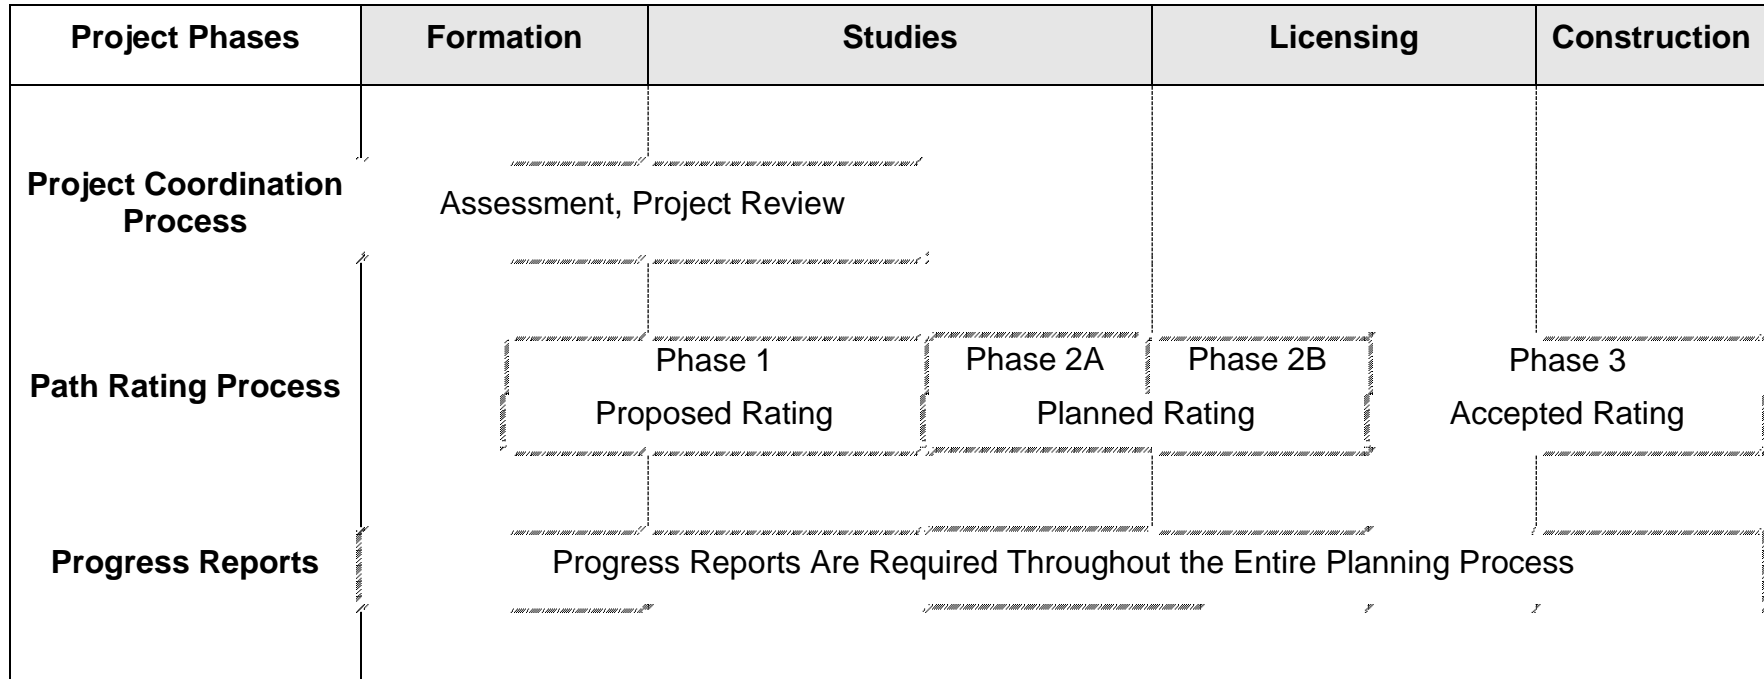 Project Phases Formation Studies Licensing Construction
Project Coordination
Process
Assessment, Project Review
Path Rating Process
Phase 1 Phase 2A Phase 2B Phase 3
Proposed Rating Planned Rating Accepted Rating
Progress Reports
Progress Reports Are Required Throughout the Entire Planning Process